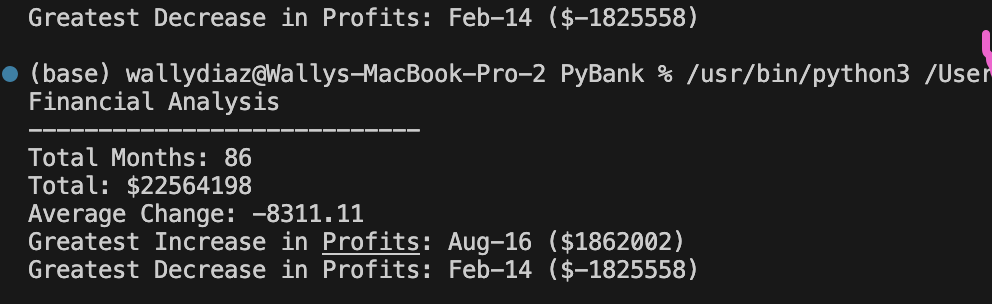 Greatest Decrease in Profits: Feb-14 ($-1825558)
(base) wallydiaz@Wallys-MacBook-Pro-2 PyBank % /usr/bin/python3 /User
Financial Analysis
----------------------------
Total Months: 86
Total: $22564198
Average Change: -8311.11
Greatest Increase in Profits: Aug-16 ($1862002)
Greatest Decrease in Profits: Feb-14 ($-1825558)